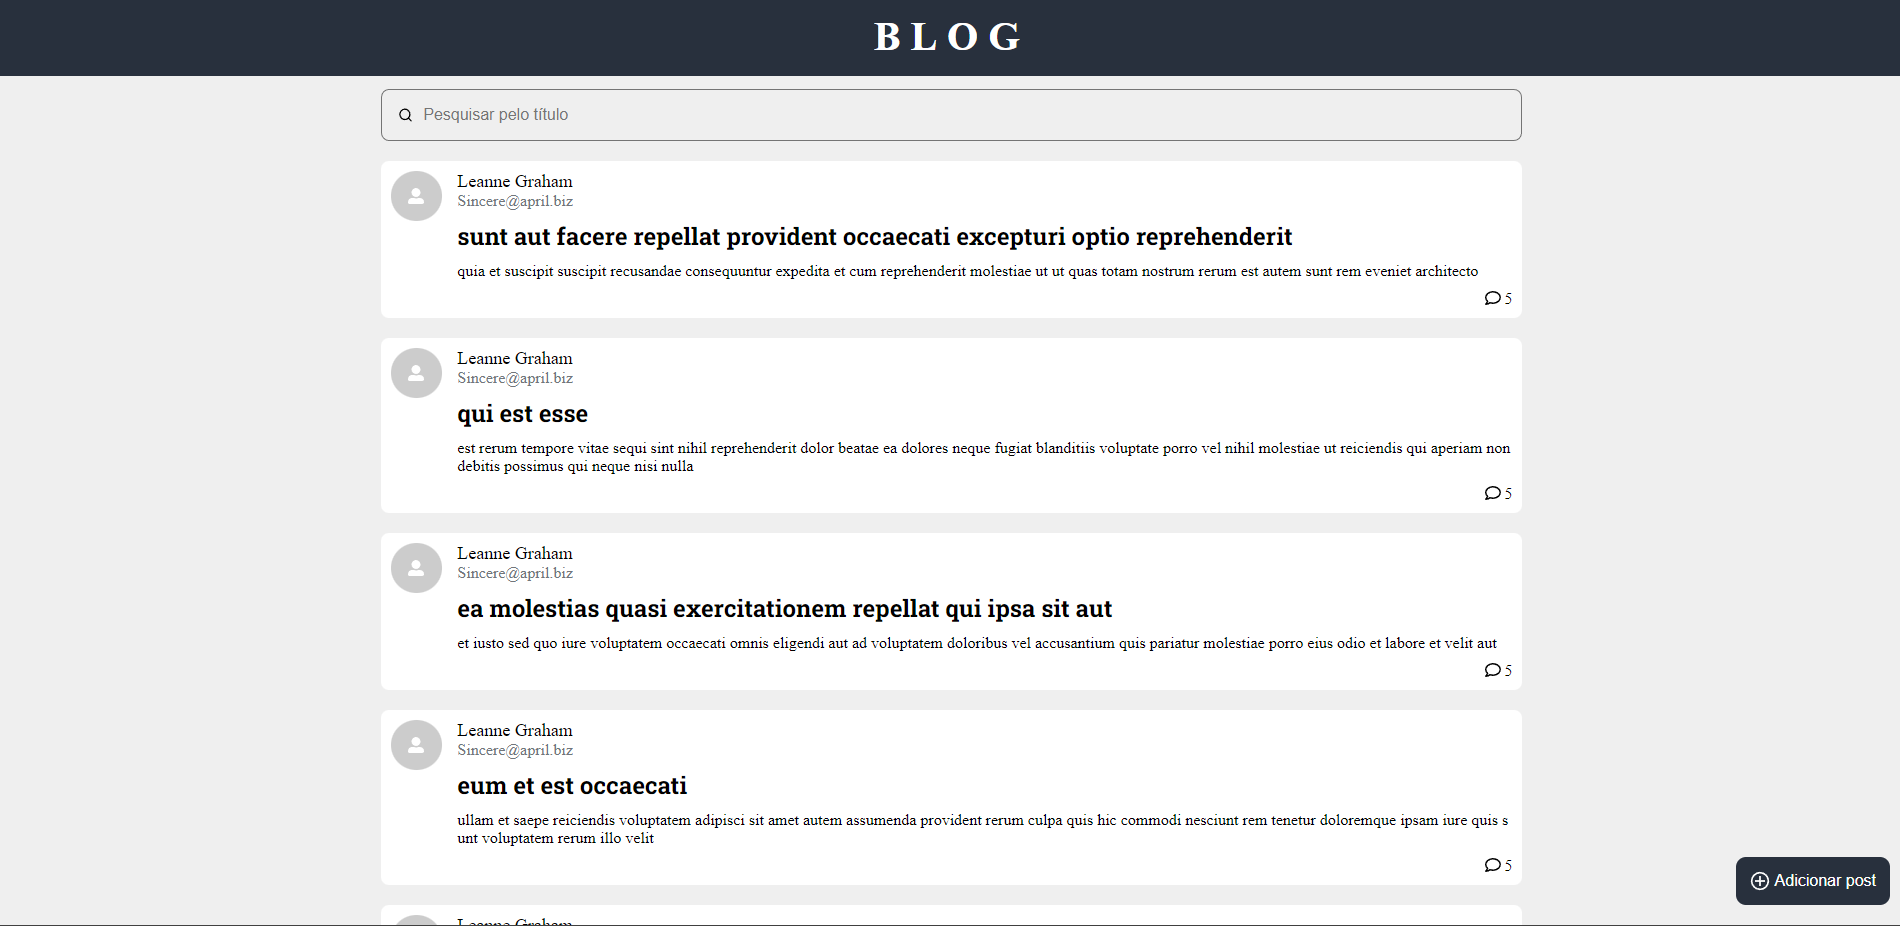 BLOG
Pesquisar pelo título
Leanne Graham
Sincere@april.biz
sunt aut facere repellat provident occaecati excepturi optio reprehenderit
quia et suscipit suscipit recusandae consequuntur expedita et cum reprehenderit molestiae ut ut quas totam nostrum rerum est autem sunt rem eveniet architecto
5
Leanne Graham
Sincere@april.biz
qui est esse
est rerum tempore vitae sequi sint nihil reprehenderit dolor beatae ea dolores neque fugiat blanditiis voluptate porro vel nihil molestiae ut reiciendis qui aperiam non
debitis possimus qui neque nisi nulla
5
Leanne Graham
Sincere@april.biz
ea molestias quasi exercitationem repellat qui ipsa sit aut
et iusto sed quo iure voluptatem occaecati omnis eligendi aut ad voluptatem doloribus vel accusantium quis pariatur molestiae porro eius odio et labore et velit aut
5
Leanne Graham
Sincere@april.biz
eum et est occaecati
ullam et saepe reiciendis voluptatem adipisci sit amet autem assumenda provident rerum culpa quis hic commodi nesciunt rem tenetur doloremque ipsam iure quis s
unt voluptatem rerum illo velit
5
Adicionar post
Leanne Graham